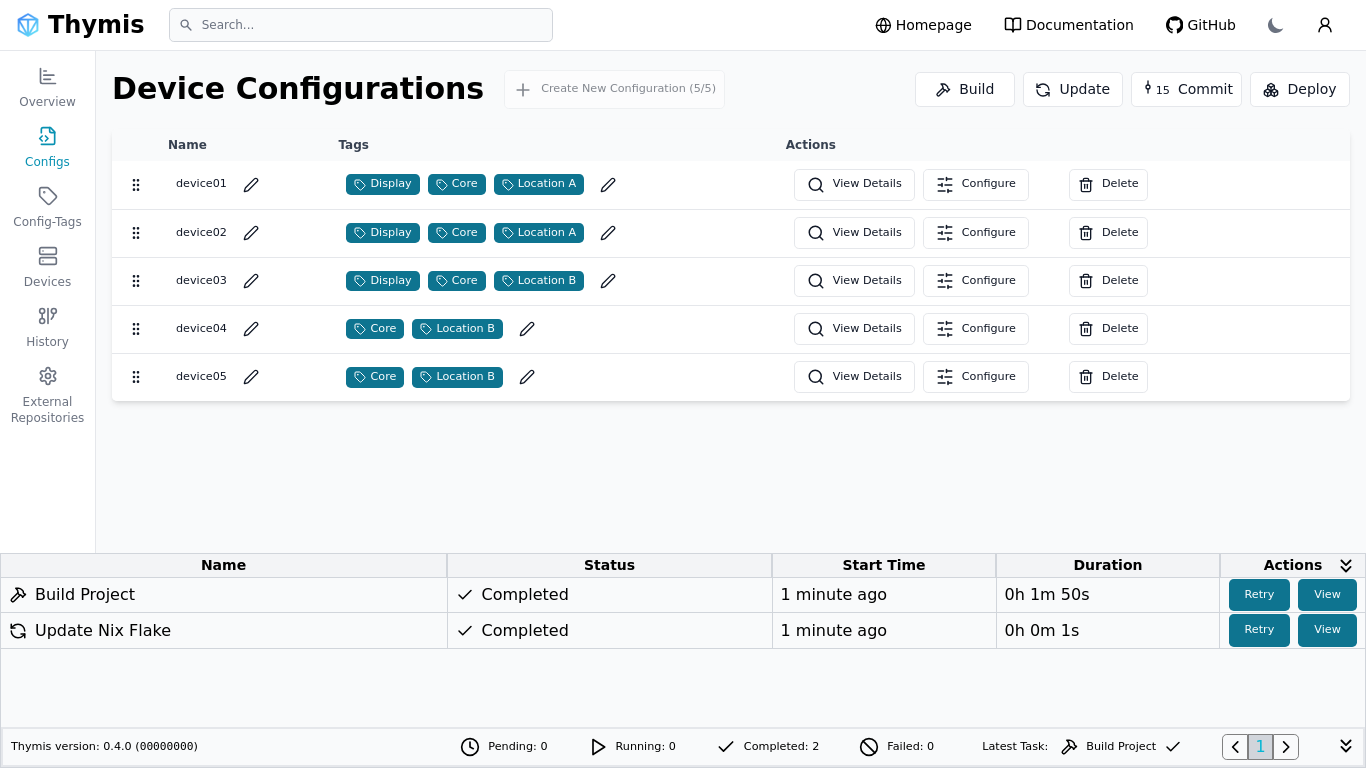 Thymis
Search...
Homepage
Documentation
GitHub
Overview
Configs
Config-Tags
Devices
History
External
Repositories
Device Configurations
Create New Configuration (5/5)
Build
Update
15 Commit
Deploy
Name Tags Actions
device01 Display Core Location A View Details Configure Delete
device02 Display Core Location A View Details Configure Delete
device03 Display Core Location B View Details Configure Delete
device04 Core Location B View Details Configure Delete
device05 Core Location B View Details Configure Delete
Name Status Start Time Duration Actions
Build Project Completed 1 minute ago 0h 1m 50s Retry View
Update Nix Flake Completed 1 minute ago 0h 0m 1s Retry View
Thymis version: 0.4.0 (00000000) Pending: 0 Running: 0 Completed: 2 Failed: 0 Latest Task: Build Project 1